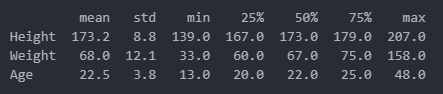 mean std min 25% 50% 75% max
Height 173.2 8.8 139.0 167.0 173.0 179.0 207.0
Weight 68.0 12.1 33.0 60.0 67.0 75.0 158.0
Age 22.5 3.8 13.0 20.0 22.0 25.0 48.0